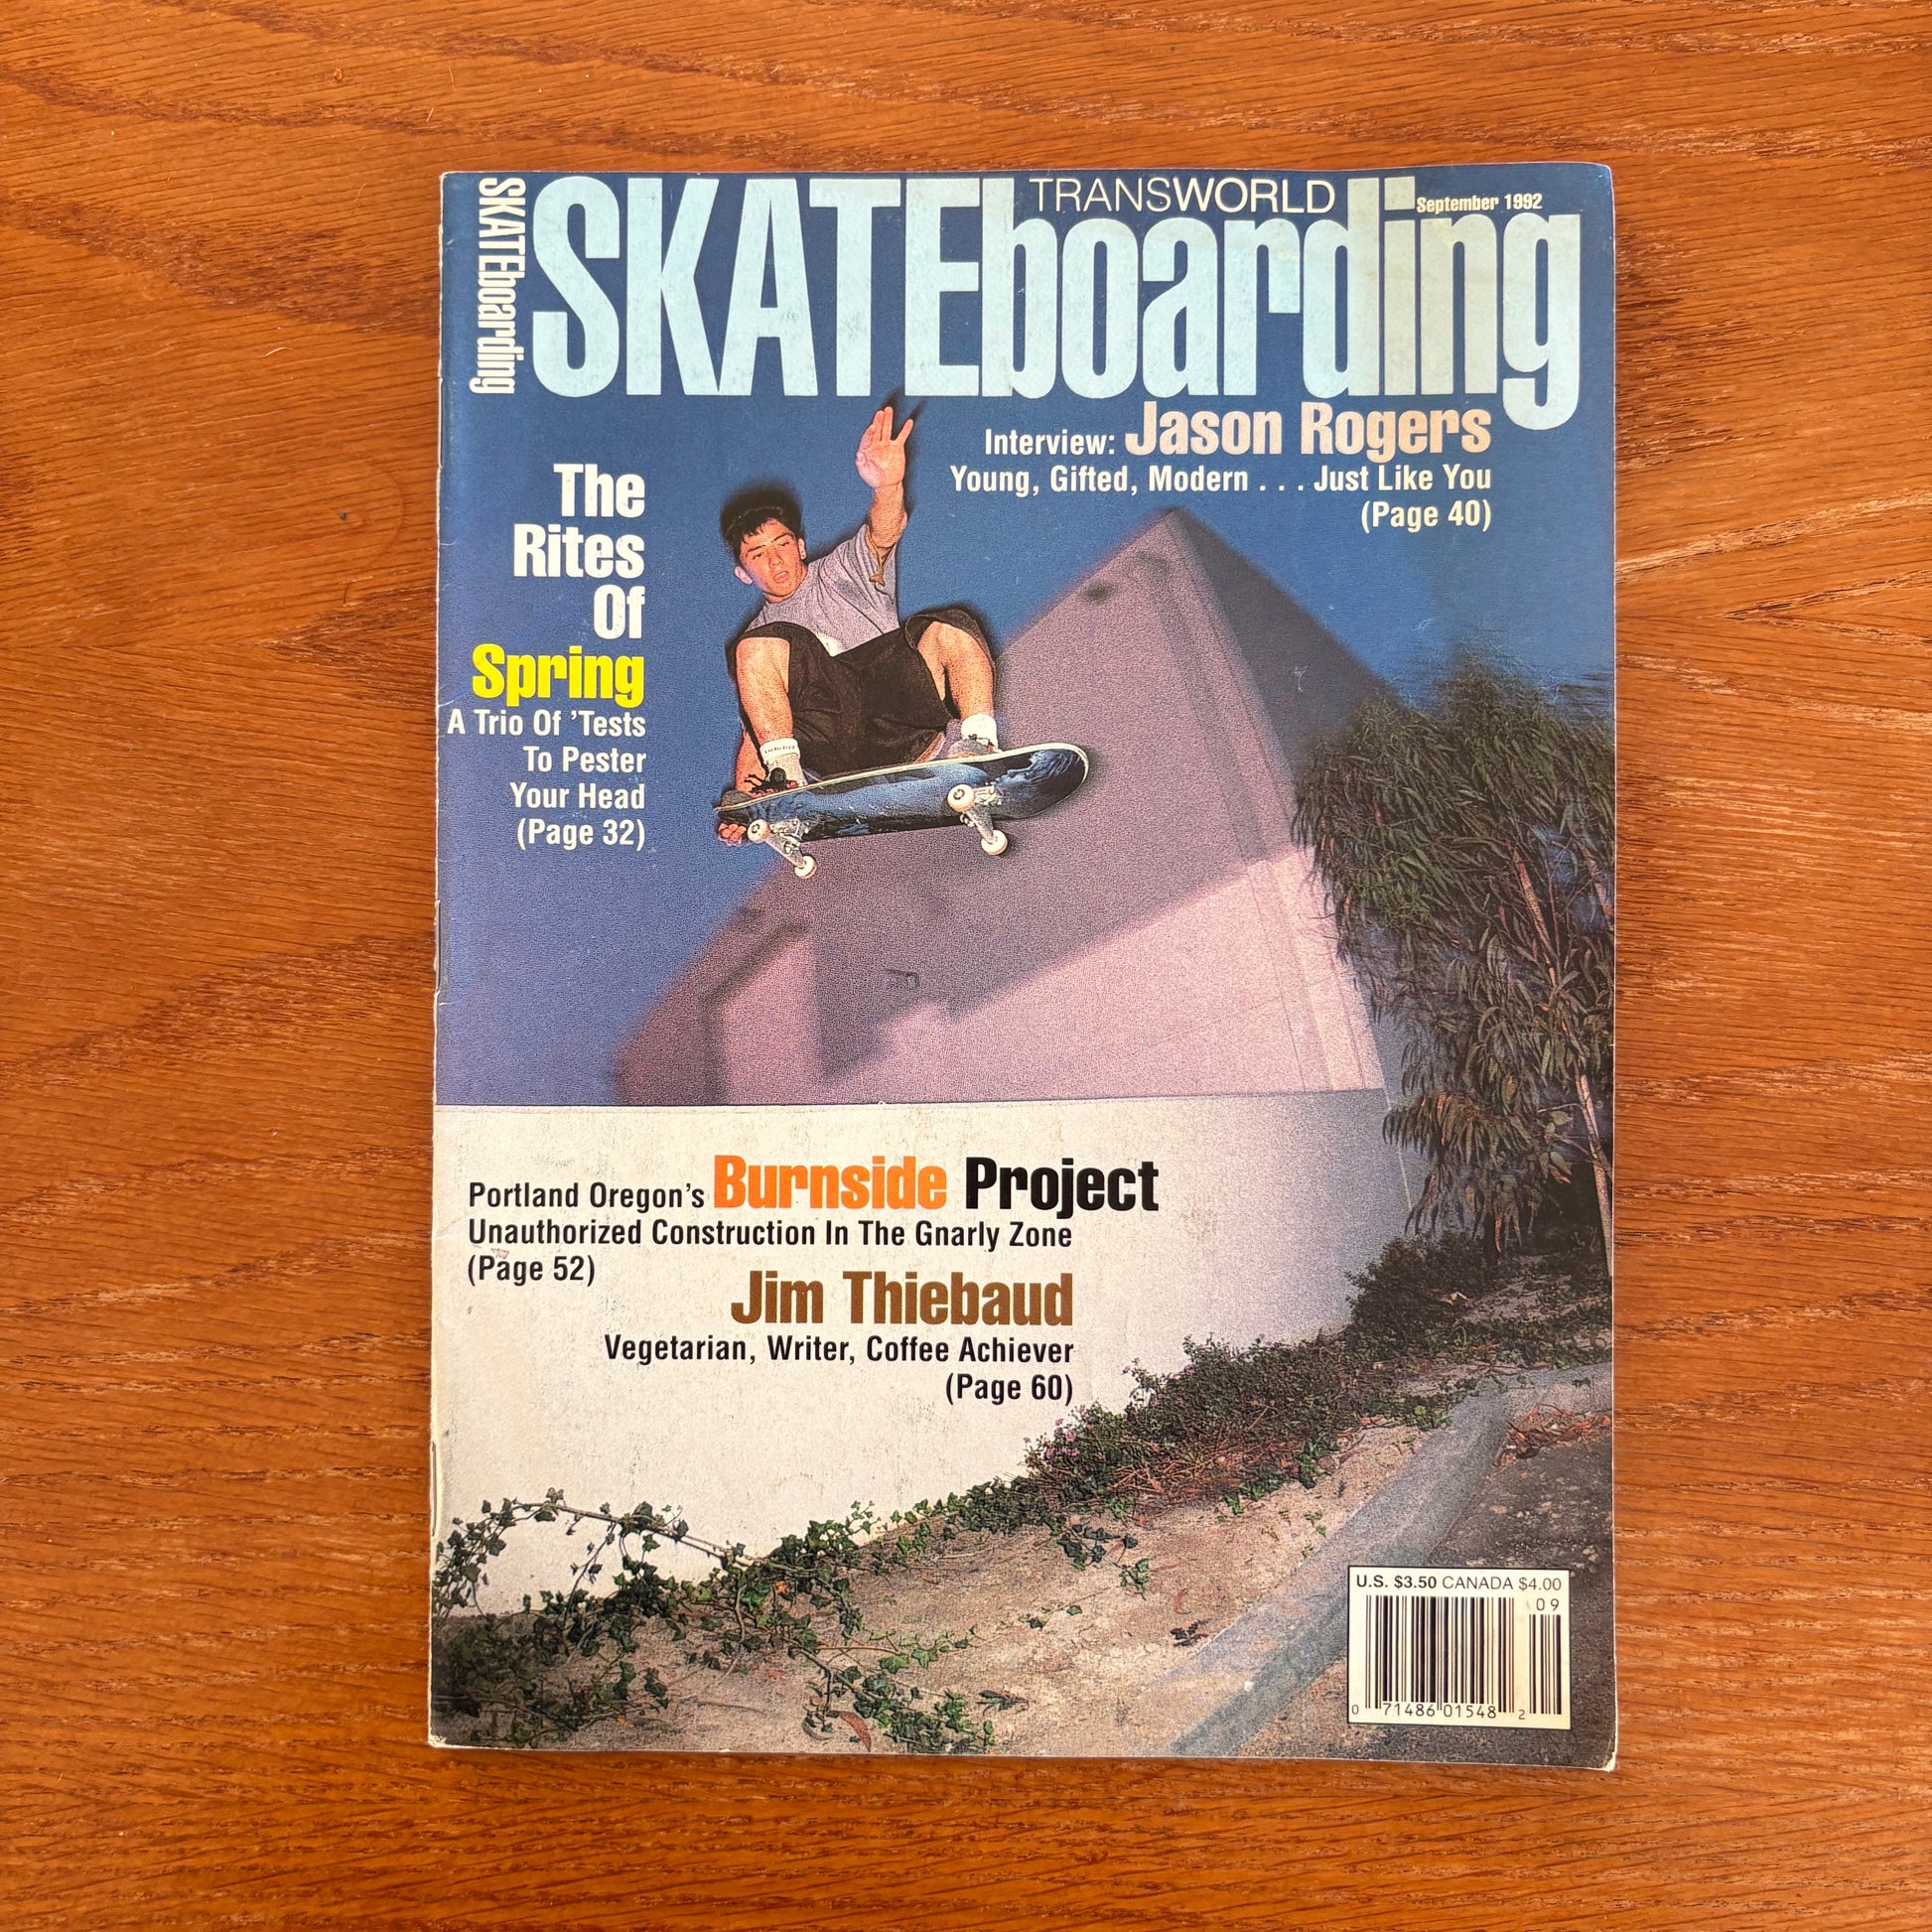 SKATEboarding
TRANSWORLD
SKATEboarding
September 1992
Interview: Jason Rogers
Young, Gifted, Modern . . . Just Like You
(Page 40)
The
Rites
Of
Spring
A Trio Of ’Tests
To Pester
Your Head
(Page 32)
Portland Oregon’s Burnside Project
Unauthorized Construction In The Gnarly Zone
(Page 52)
Jim Thiebaud
Vegetarian, Writer, Coffee Achiever
(Page 60)
U.S. $3.50 CANADA $4.00
09
0 71486 01548 2